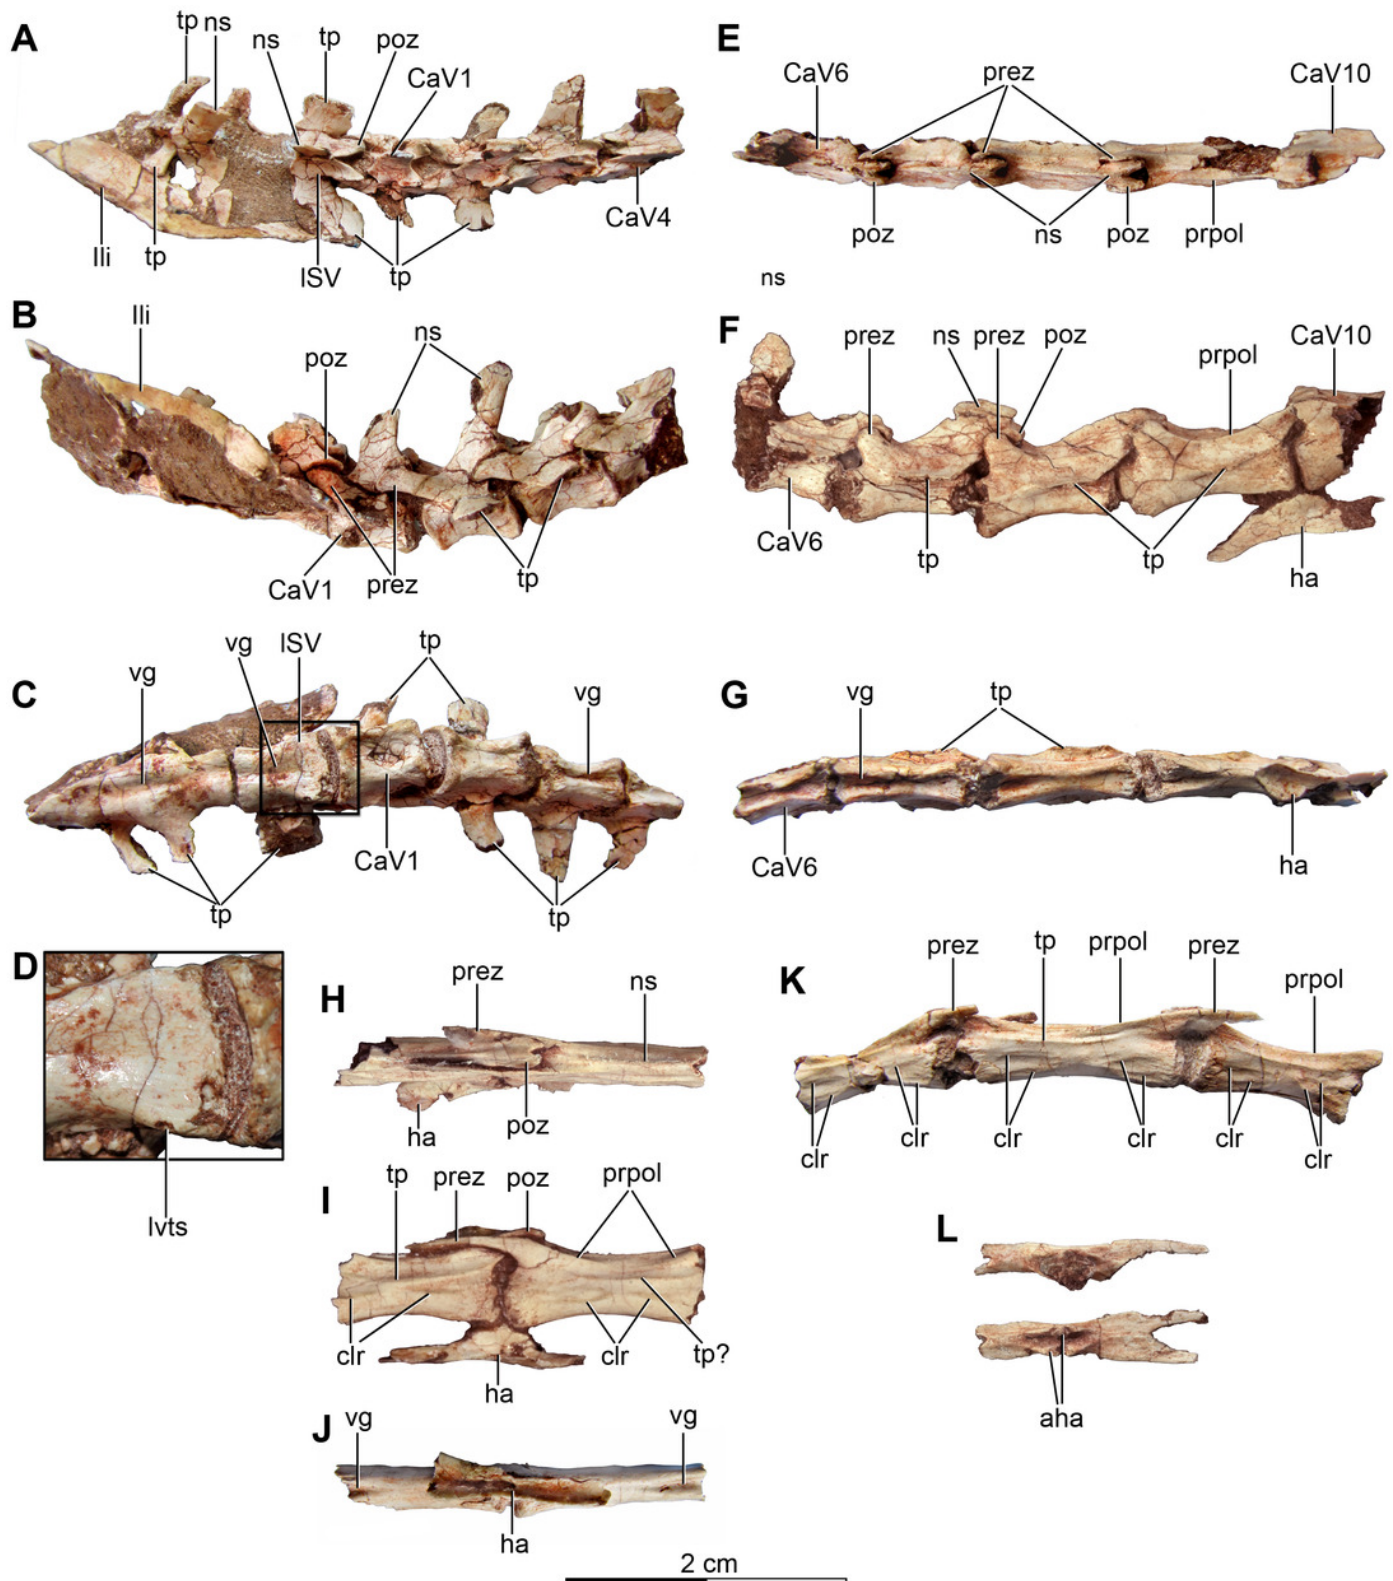 A
tp ns
ns
tp
poz
CaV1
Ili
tp
lSV
tp
CaV4
B
Ili
poz
ns
CaV1
prez
tp
C
vg
vg
lSV
tp
vg
tp
CaV1
tp
D
lvts
E
CaV6
prez
CaV10
poz
ns
poz
prpol
ns
F
prez
ns
prez
poz
prpol
CaV10
CaV6
tp
tp
ha
G
vg
tp
CaV6
ha
H
prez
ns
ha
poz
I
tp
prez
poz
prpol
clr
ha
clr
tp?
J
vg
vg
ha
K
prez
tp
prpol
prez
prpol
clr
clr
clr
clr
clr
clr
L
aha
2 cm